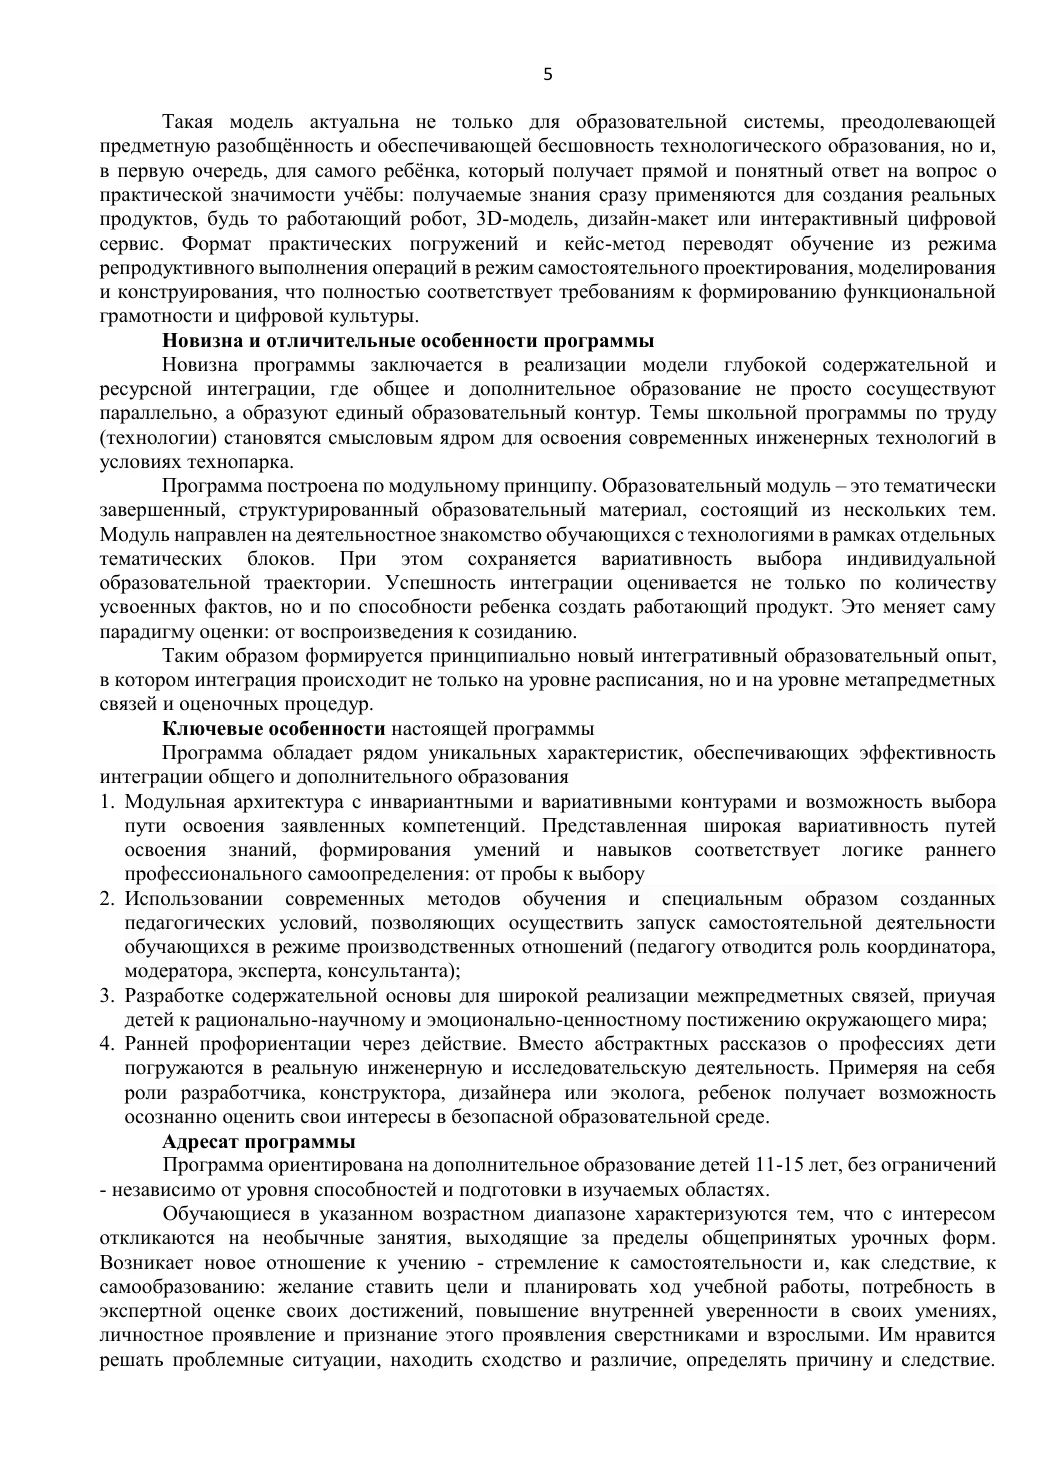 5
Такая модель актуальна не только для образовательной системы, преодолевающей
предметную разобщённость и обеспечивающей бесшовность технологического образования, но и,
в первую очередь, для самого ребёнка, который получает прямой и понятный ответ на вопрос о
практической значимости учёбы: получаемые знания сразу применяются для создания реальных
продуктов, будь то работающий робот, 3D-модель, дизайн-макет или интерактивный цифровой
сервис. Формат практических погружений и кейс-метод переводят обучение из режима
репродуктивного выполнения операций в режим самостоятельного проектирования, моделирования
и конструирования, что полностью соответствует требованиям к формированию функциональной
грамотности и цифровой культуры.
Новизна и отличительные особенности программы
Новизна программы заключается в реализации модели глубокой содержательной и
ресурсной интеграции, где общее и дополнительное образование не просто сосуществуют
параллельно, а образуют единый образовательный контур. Темы школьной программы по труду
(технологии) становятся смысловым ядром для освоения современных инженерных технологий в
условиях технопарка.
Программа построена по модульному принципу. Образовательный модуль – это тематически
завершенный, структурированный образовательный материал, состоящий из нескольких тем.
Модуль направлен на деятельностное знакомство обучающихся с технологиями в рамках отдельных
тематических блоков. При этом сохраняется вариативность выбора индивидуальной
образовательной траектории. Успешность интеграции оценивается не только по количеству
усвоенных фактов, но и по способности ребенка создать работающий продукт. Это меняет саму
парадигму оценки: от воспроизведения к созиданию.
Таким образом формируется принципиально новый интегративный образовательный опыт,
в котором интеграция происходит не только на уровне расписания, но и на уровне метапредметных
связей и оценочных процедур.
Ключевые особенности настоящей программы
Программа обладает рядом уникальных характеристик, обеспечивающих эффективность
интеграции общего и дополнительного образования
1. Модульная архитектура с инвариантными и вариативными контурами и возможность выбора
пути освоения заявленных компетенций. Представленная широкая вариативность путей
освоения знаний, формирования умений и навыков соответствует логике раннего
профессионального самоопределения: от пробы к выбору
2. Использовании современных методов обучения и специальным образом созданных
педагогических условий, позволяющих осуществить запуск самостоятельной деятельности
обучающихся в режиме производственных отношений (педагогу отводится роль координатора,
модератора, эксперта, консультанта);
3. Разработке содержательной основы для широкой реализации межпредметных связей, приучая
детей к рационально-научному и эмоционально-ценностному постижению окружающего мира;
4. Ранней профориентации через действие. Вместо абстрактных рассказов о профессиях дети
погружаются в реальную инженерную и исследовательскую деятельность. Примеряя на себя
роли разработчика, конструктора, дизайнера или эколога, ребенок получает возможность
осознанно оценить свои интересы в безопасной образовательной среде.
Адресат программы
Программа ориентирована на дополнительное образование детей 11-15 лет, без ограничений
- независимо от уровня способностей и подготовки в изучаемых областях.
Обучающиеся в указанном возрастном диапазоне характеризуются тем, что с интересом
откликаются на необычные занятия, выходящие за пределы общепринятых урочных форм.
Возникает новое отношение к учению - стремление к самостоятельности и, как следствие, к
самообразованию: желание ставить цели и планировать ход учебной работы, потребность в
экспертной оценке своих достижений, повышение внутренней уверенности в своих умениях,
личностное проявление и признание этого проявления сверстниками и взрослыми. Им нравится
решать проблемные ситуации, находить сходство и различие, определять причину и следствие.